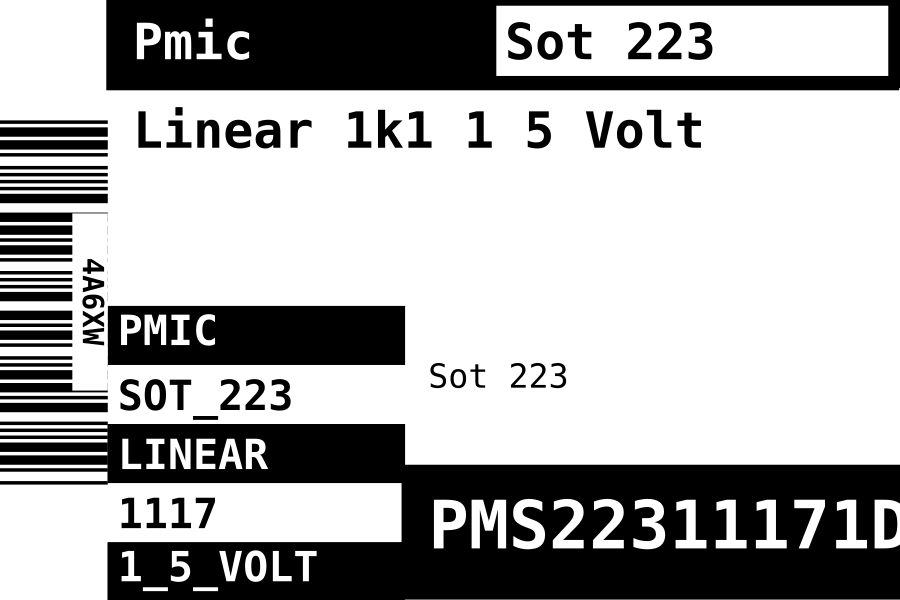 Pmic
Sot 223
Linear 1k1 1 5 Volt
4A6XW
PMIC
SOT_223
LINEAR
1117
1_5_VOLT
Sot 223
PMS22311171D